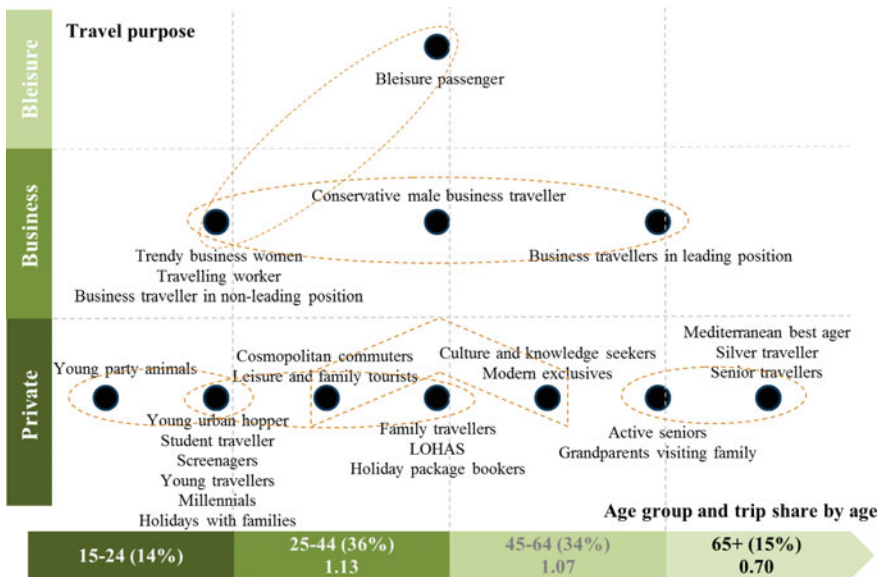 Travel purpose
Bleisure
Bleisure passenger
Business
Conservative male business traveller
Trendy business women
Travelling worker
Business traveller in non-leading position
Business travellers in leading position
Private
Young party animals
Cosmopolitan commuters
Leisure and family tourists
Culture and knowledge seekers
Modern exclusives
Mediterranean best ager
Silver traveller
Senior travellers
Young urban hopper
Student traveller
Screenagers
Young travellers
Millennials
Holidays with families
Family travellers
LOHAS
Holiday package bookers
Active seniors
Grandparents visiting family
Age group and trip share by age
15-24 (14%)
25-44 (36%)
1.13
45-64 (34%)
1.07
65+ (15%)
0.70